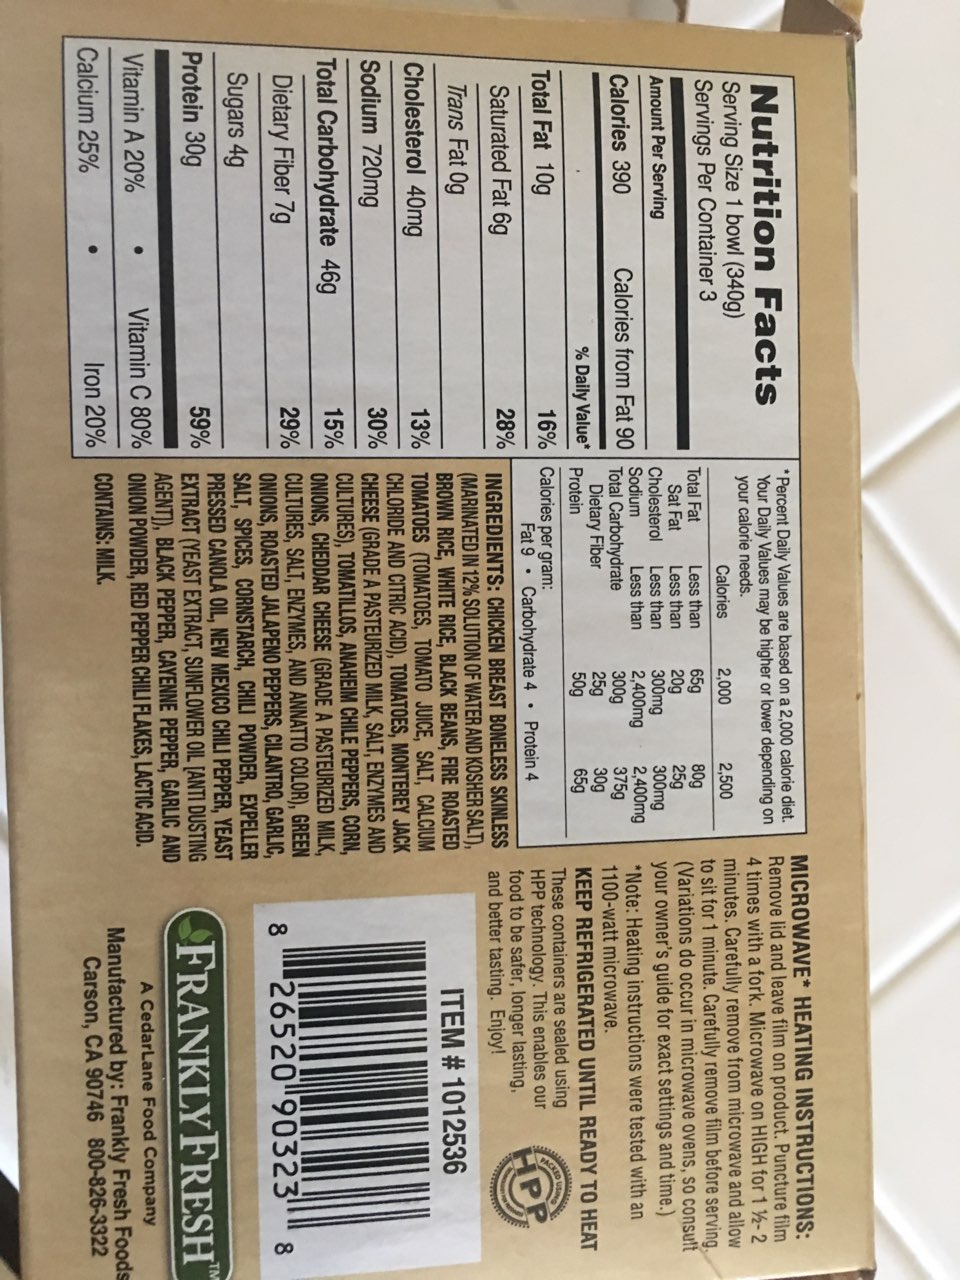 Nutrition Facts
Serving Size 1 bowl (340g)
Servings Per Container 3
Amount Per Serving
Calories 390 Calories from Fat 90
% Daily Value*
Total Fat 10g 16%
Saturated Fat 6g 28%
Trans Fat 0g
Cholesterol 40mg 13%
Sodium 720mg 30%
Total Carbohydrate 46g 15%
Dietary Fiber 7g 29%
Sugars 4g
Protein 30g 59%
Vitamin A 20% • Vitamin C 80%
Calcium 25% • Iron 20%
*Percent Daily Values are based on a 2,000 calorie diet.
Your Daily Values may be higher or lower depending on
your calorie needs.
Calories 2,000 2,500
Total Fat Less than 65g 80g
Sat Fat Less than 20g 25g
Cholesterol Less than 300mg 300mg
Sodium Less than 2,400mg 2,400mg
Total Carbohydrate 300g 375g
Dietary Fiber 25g 30g
Protein 50g 65g
Calories per gram:
Fat 9 • Carbohydrate 4 • Protein 4
INGREDIENTS: CHICKEN BREAST BONELESS SKINLESS
(MARINATED IN 12% SOLUTION OF WATER AND KOSHER SALT),
BROWN RICE, WHITE RICE, BLACK BEANS, FIRE ROASTED
TOMATOES (TOMATOES, TOMATO JUICE, SALT, CALCIUM
CHLORIDE AND CITRIC ACID), TOMATOES, MONTEREY JACK
CHEESE (GRADE A PASTEURIZED MILK, SALT, ENZYMES AND
CULTURES), TOMATILLOS, ANAHEIM CHILE PEPPERS, CORN,
ONIONS, CHEDDAR CHEESE (GRADE A PASTEURIZED MILK,
CULTURES, SALT, ENZYMES, AND ANNATTO COLOR), GREEN
ONIONS, ROASTED JALAPENO PEPPERS, CILANTRO, GARLIC,
SALT, SPICES, CORNSTARCH, CHILI POWDER, EXPELLER
PRESSED CANOLA OIL, NEW MEXICO CHILI PEPPER, YEAST
EXTRACT (YEAST EXTRACT, SUNFLOWER OIL [ANTI DUSTING
AGENT]), BLACK PEPPER, CAYENNE PEPPER, GARLIC AND
ONION POWDER, RED PEPPER CHILI FLAKES, LACTIC ACID.
CONTAINS: MILK.
MICROWAVE* HEATING INSTRUCTIONS:
Remove lid and leave film on product. Puncture film
4 times with a fork. Microwave on HIGH for 1 ½- 2
minutes. Carefully remove from microwave and allow
to sit for 1 minute. Carefully remove film before serving.
(Variations do occur in microwave ovens, so consult
your owner's guide for exact settings and time.)
*Note: Heating instructions were tested with an
1100-watt microwave.
KEEP REFRIGERATED UNTIL READY TO HEAT
These containers are sealed using
HPP technology. This enables our
food to be safer, longer lasting,
and better tasting. Enjoy!
HPP
ITEM # 1012536
8 26520 90323 8
FRANKLY FRESH™
A CedarLane Food Company
Manufactured by: Frankly Fresh Foods
Carson, CA 90746 800-826-3322